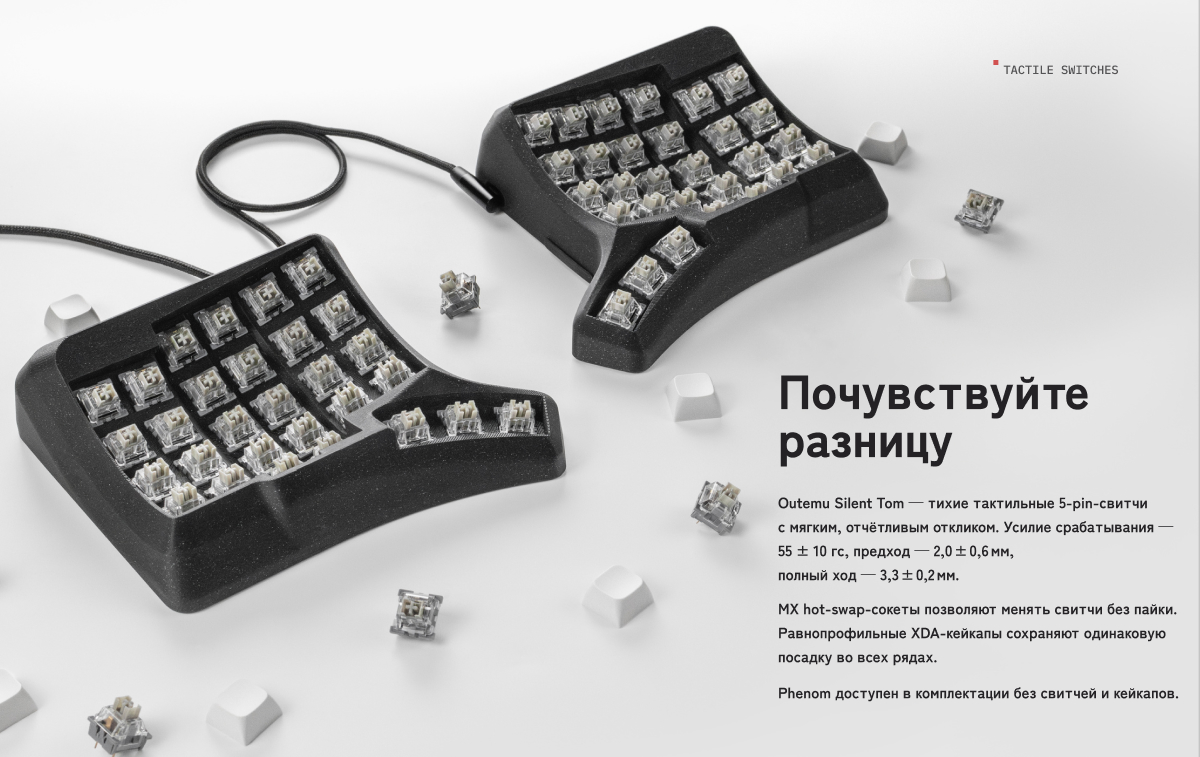 TACTILE SWITCHES
Почувствуйте
разницу
Outemu Silent Tom — тихие тактильные 5-pin-свитчи
с мягким, отчётливым откликом. Усилие срабатывания —
55 ± 10 гс, предход — 2,0 ± 0,6 мм,
полный ход — 3,3 ± 0,2 мм.
MX hot-swap-сокеты позволяют менять свитчи без пайки.
Равнопрофильные XDA-кейкапы сохраняют одинаковую
посадку во всех рядах.
Phenom доступен в комплектации без свитчей и кейкапов.